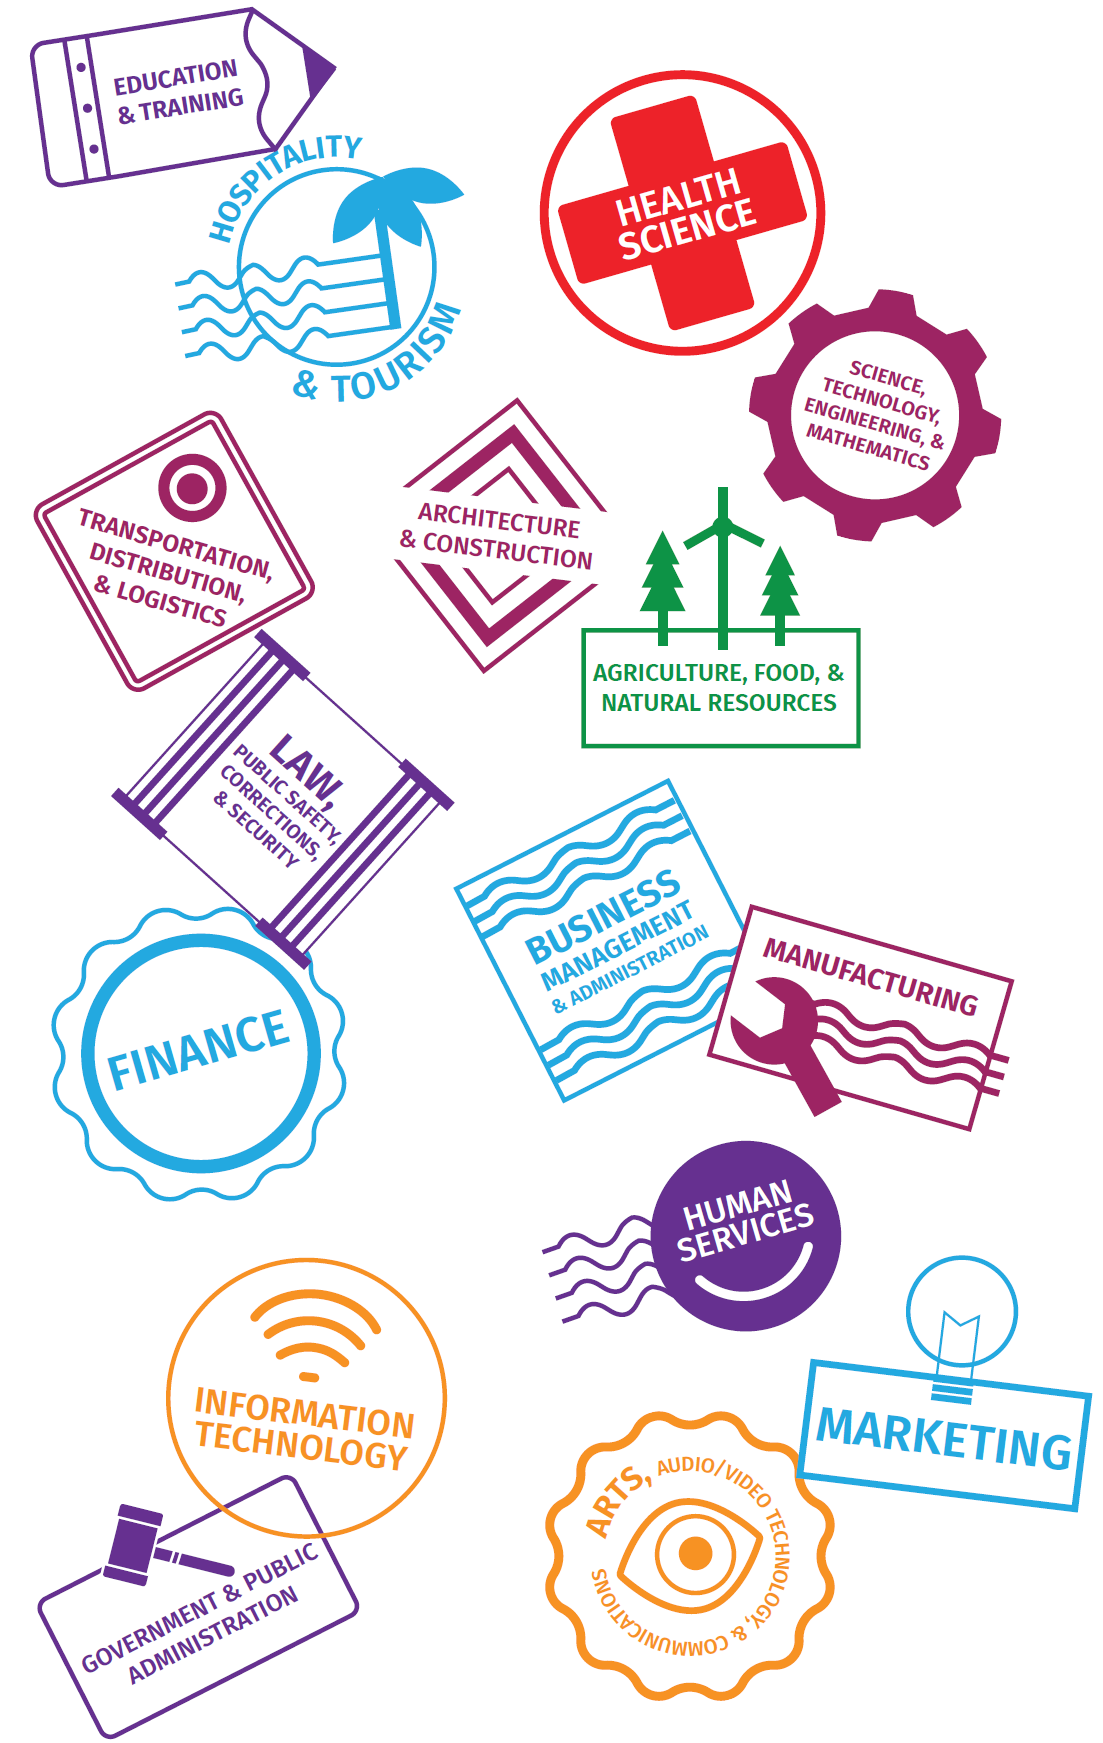 EDUCATION
& TRAINING
HOSPITALITY
& TOURISM
HEALTH
SCIENCE
SCIENCE,
TECHNOLOGY,
ENGINEERING, &
MATHEMATICS
TRANSPORTATION,
DISTRIBUTION,
& LOGISTICS
ARCHITECTURE
& CONSTRUCTION
AGRICULTURE, FOOD, &
NATURAL RESOURCES
LAW,
PUBLIC SAFETY,
CORRECTIONS,
& SECURITY
BUSINESS
MANAGEMENT
& ADMINISTRATION
MANUFACTURING
FINANCE
HUMAN
SERVICES
INFORMATION
TECHNOLOGY
MARKETING
ARTS, AUDIO/VIDEO TECHNOLOGY, & COMMUNICATIONS
GOVERNMENT & PUBLIC
ADMINISTRATION